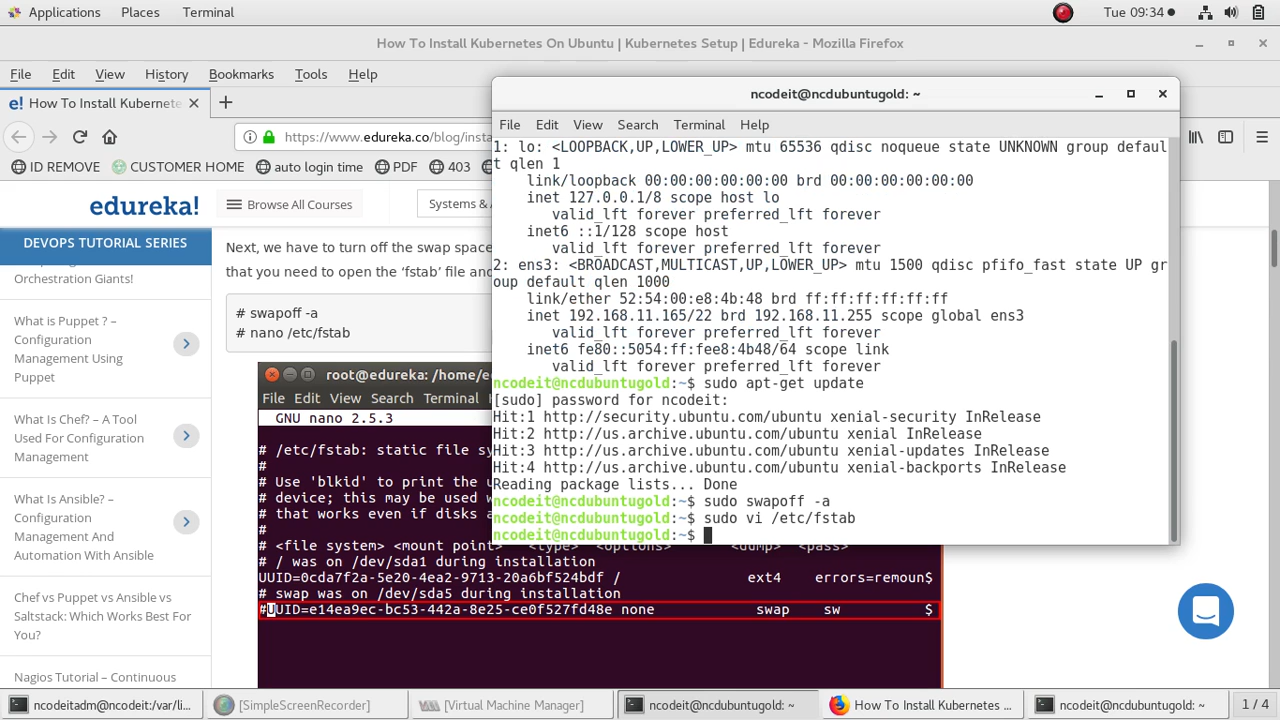 Applications Places Terminal Tue 09:34
How To Install Kubernetes On Ubuntu | Kubernetes Setup | Edureka - Mozilla Firefox
File Edit View History Bookmarks Tools Help
e! How To Install Kubernete
https://www.edureka.co/blog/insta
ID REMOVE CUSTOMER HOME auto login time PDF 403
edureka! Browse All Courses Systems & A
DEVOPS TUTORIAL SERIES
Orchestration Giants!
What is Puppet ? –
Configuration
Management Using
Puppet
What Is Chef? – A Tool
Used For Configuration
Management
What Is Ansible? –
Configuration
Management And
Automation With Ansible
Chef vs Puppet vs Ansible vs
Saltstack: Which Works Best For
You?
Nagios Tutorial – Continuous
Next, we have to turn off the swap space
that you need to open the ‘fstab’ file and
# swapoff -a
# nano /etc/fstab
root@edureka: /home/e
File Edit View Search Terminal
GNU nano 2.5.3
# /etc/fstab: static file sy
#
# Use 'blkid' to print the u
# device; this may be used w
# that works even if disks a
#
# <file system> <mount point> <type> <options> <dump> <pass>
# / was on /dev/sda1 during installation
UUID=0cda7f2a-5e20-4ea2-9713-20a6bf524bdf / ext4 errors=remoun$
# swap was on /dev/sda5 during installation
#UUID=e14ea9ec-bc53-442a-8e25-ce0f527fd48e none swap sw $
ncodeit@ncdubuntugold: ~
File Edit View Search Terminal Help
1: lo: <LOOPBACK,UP,LOWER_UP> mtu 65536 qdisc noqueue state UNKNOWN group defaul
t qlen 1
link/loopback 00:00:00:00:00:00 brd 00:00:00:00:00:00
inet 127.0.0.1/8 scope host lo
valid_lft forever preferred_lft forever
inet6 ::1/128 scope host
valid_lft forever preferred_lft forever
2: ens3: <BROADCAST,MULTICAST,UP,LOWER_UP> mtu 1500 qdisc pfifo_fast state UP gr
oup default qlen 1000
link/ether 52:54:00:e8:4b:48 brd ff:ff:ff:ff:ff:ff
inet 192.168.11.165/22 brd 192.168.11.255 scope global ens3
valid_lft forever preferred_lft forever
inet6 fe80::5054:ff:fee8:4b48/64 scope link
valid_lft forever preferred_lft forever
ncodeit@ncdubuntugold:~$ sudo apt-get update
[sudo] password for ncodeit:
Hit:1 http://security.ubuntu.com/ubuntu xenial-security InRelease
Hit:2 http://us.archive.ubuntu.com/ubuntu xenial InRelease
Hit:3 http://us.archive.ubuntu.com/ubuntu xenial-updates InRelease
Hit:4 http://us.archive.ubuntu.com/ubuntu xenial-backports InRelease
Reading package lists... Done
ncodeit@ncdubuntugold:~$ sudo swapoff -a
ncodeit@ncdubuntugold:~$ sudo vi /etc/fstab
ncodeit@ncdubuntugold:~$
ncodeitadm@ncodeit:/var/li... [SimpleScreenRecorder] [Virtual Machine Manager] ncodeit@ncdubuntugold: ~ How To Install Kubernetes ... ncodeit@ncdubuntugold: ~ 1 / 4